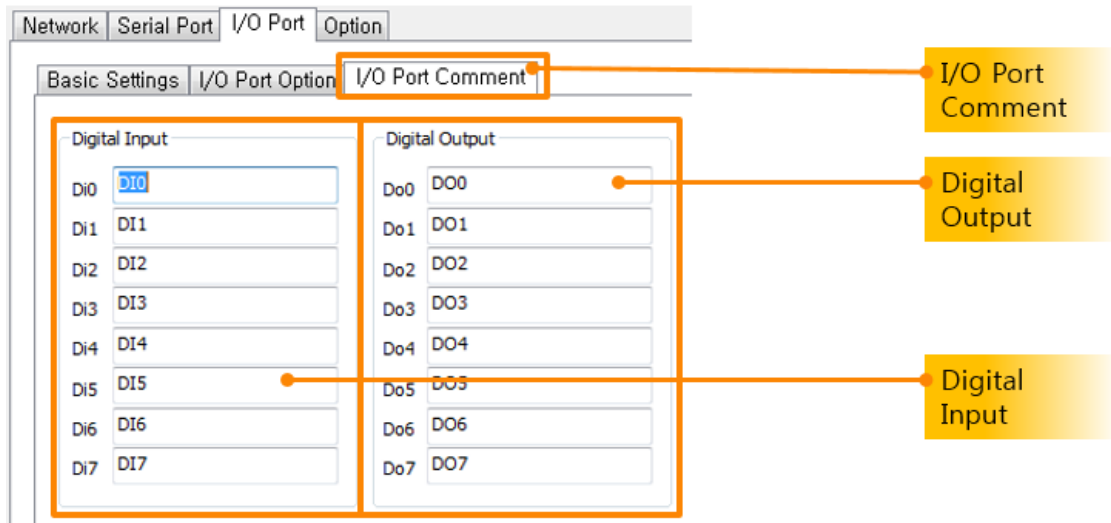 Network Serial Port I/O Port Option
Basic Settings I/O Port Option I/O Port Comment
I/O Port
Comment
Digital Input Digital Output
Di0 DI0 Do0 DO0
Digital
Output
Di1 DI1 Do1 DO1
Di2 DI2 Do2 DO2
Di3 DI3 Do3 DO3
Di4 DI4 Do4 DO4
Di5 DI5 Do5 DO5
Digital
Input
Di6 DI6 Do6 DO6
Di7 DI7 Do7 DO7